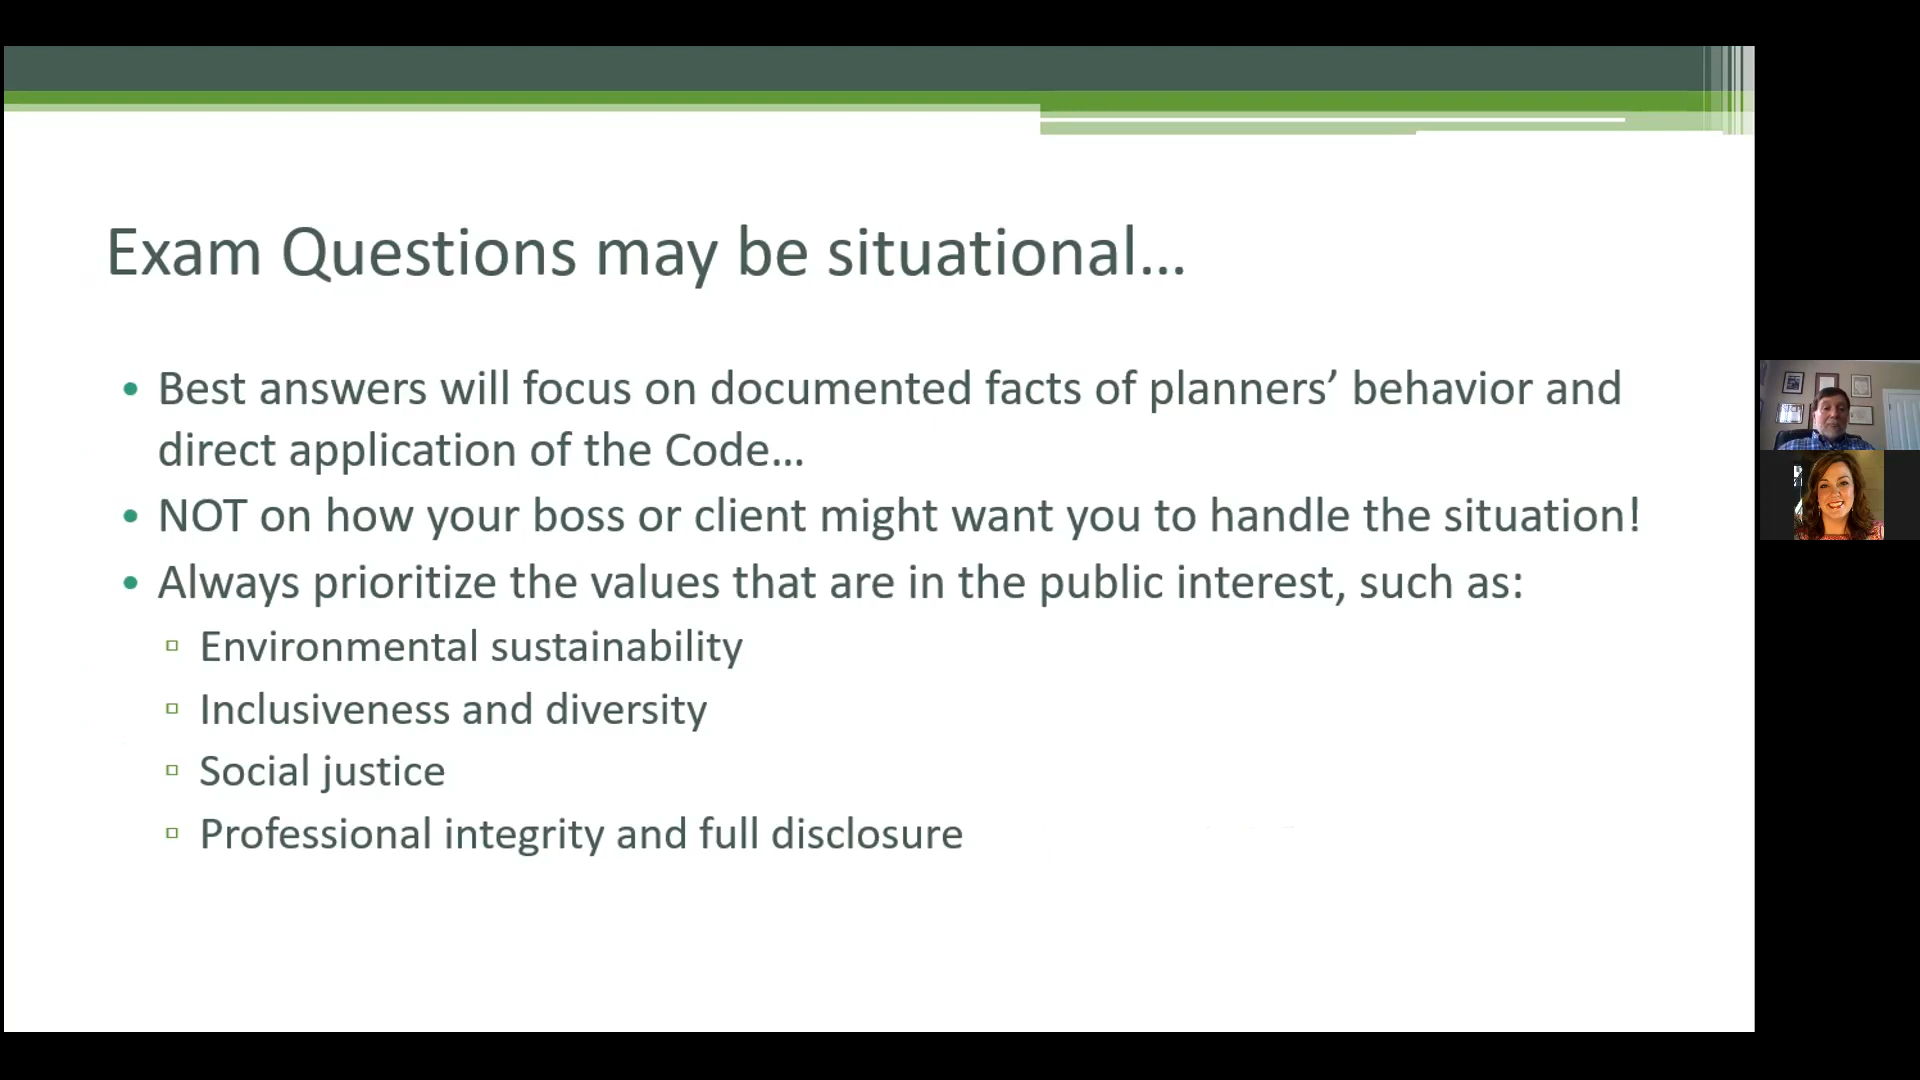 Exam Questions may be situational...
• Best answers will focus on documented facts of planners’ behavior and
direct application of the Code...
• NOT on how your boss or client might want you to handle the situation!
• Always prioritize the values that are in the public interest, such as:
▫ Environmental sustainability
▫ Inclusiveness and diversity
▫ Social justice
▫ Professional integrity and full disclosure